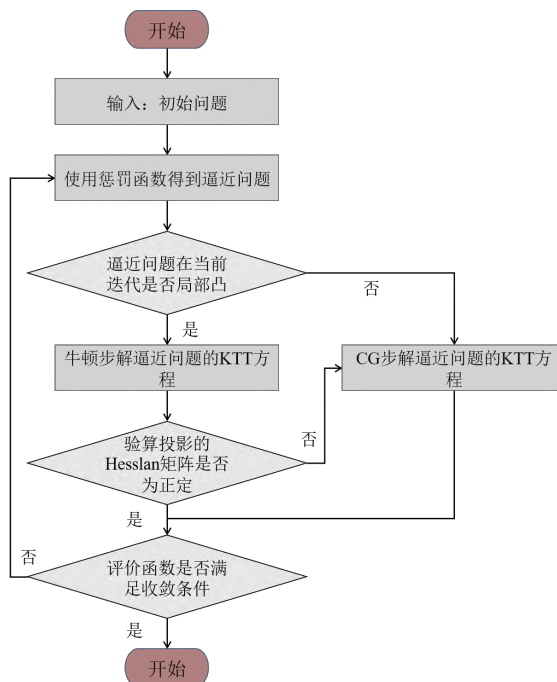 开始
输入：初始问题
使用惩罚函数得到逼近问题
逼近问题在当前
迭代是否局部凸
否
是
牛顿步解逼近问题的KTT方
程
CG步解逼近问题的KTT方
程
否
验算投影的
Hesslan矩阵是否
为正定
是
否
评价函数是否满
足收敛条件
是
开始